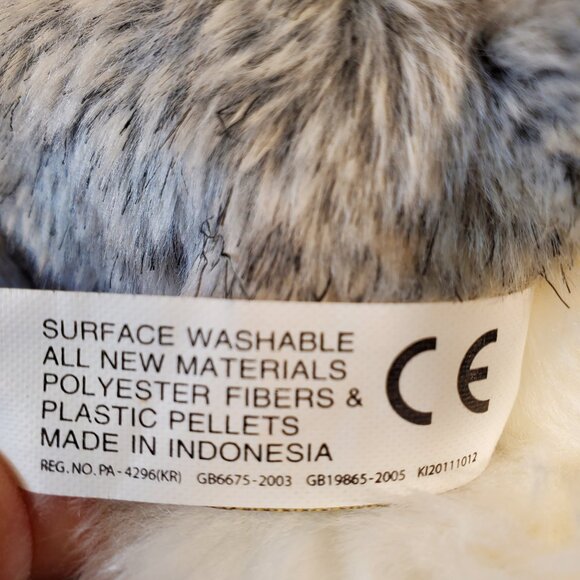 SURFACE WASHABLE
ALL NEW MATERIALS
POLYESTER FIBERS &
PLASTIC PELLETS
MADE IN INDONESIA
REG.NO.PA-4296(KR) GB6675-2003 GB19865-2005 KI20111012
CE